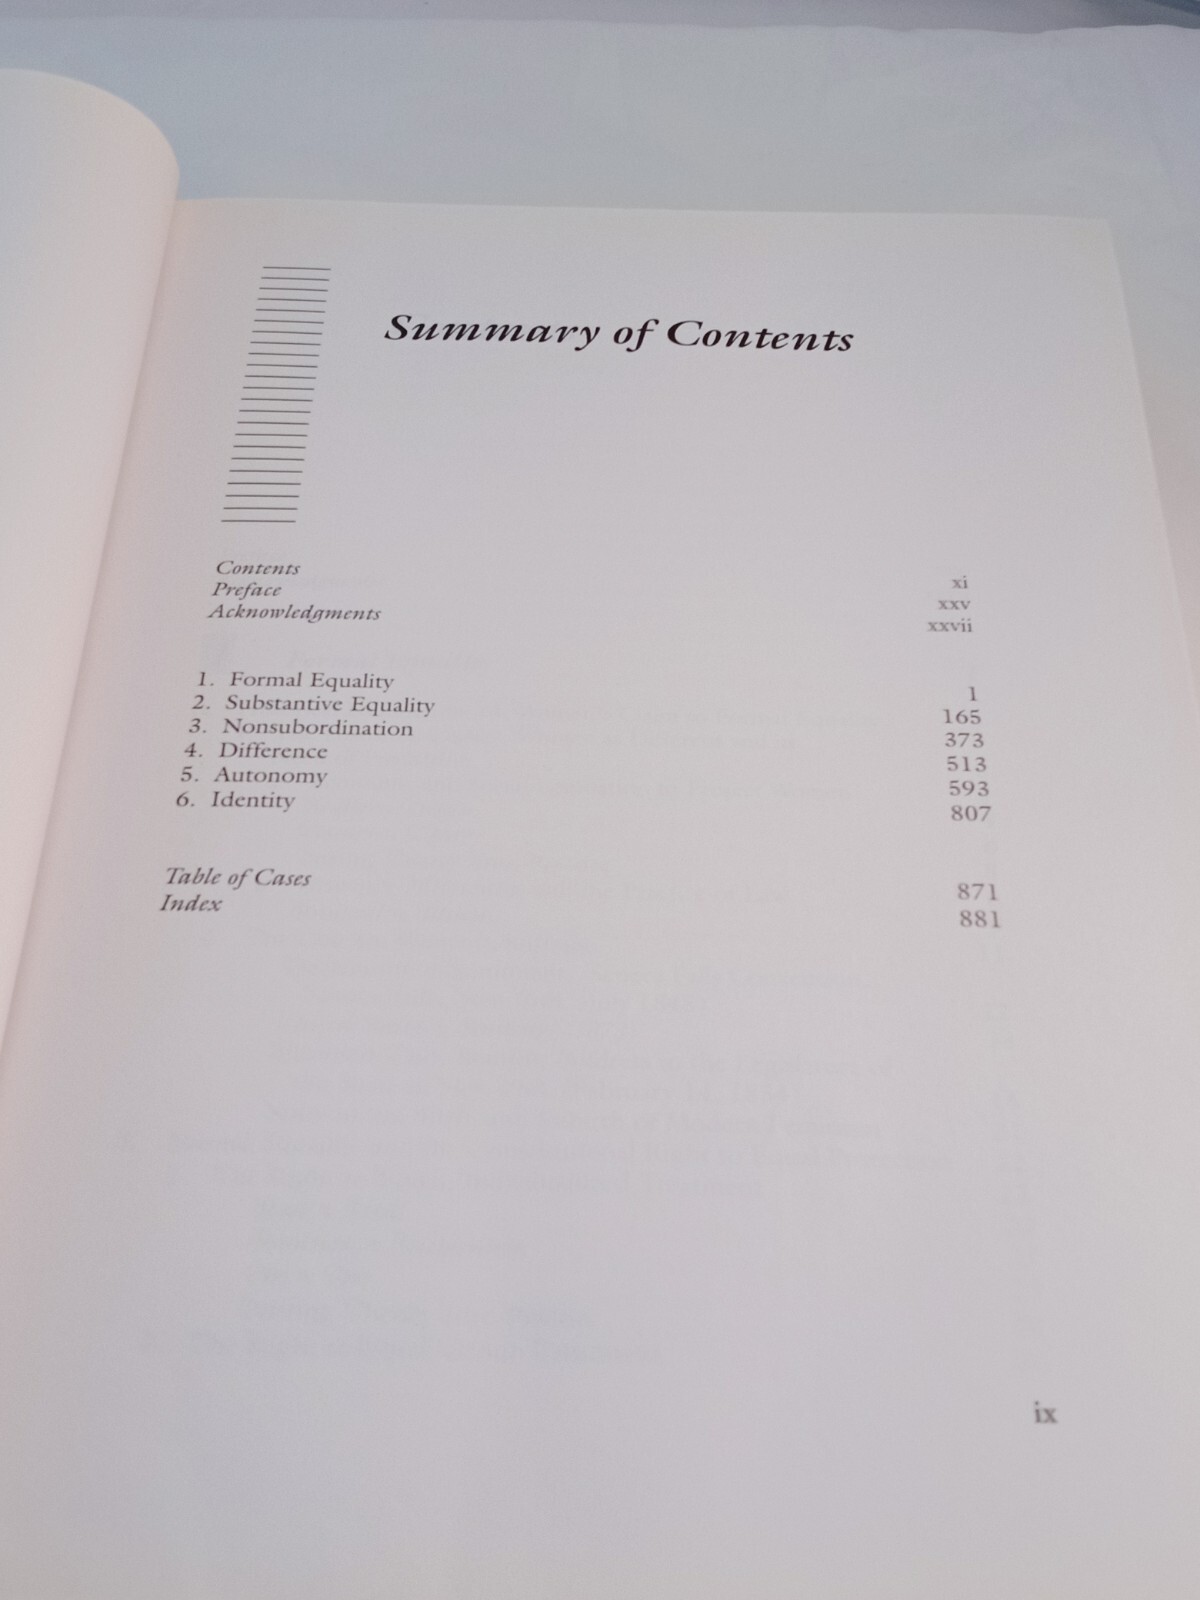 Summary of Contents
Contents xi
Preface xxv
Acknowledgments xxvii
1. Formal Equality 1
2. Substantive Equality 165
3. Nonsubordination 373
4. Difference 513
5. Autonomy 593
6. Identity 807
Table of Cases 871
Index 881
ix